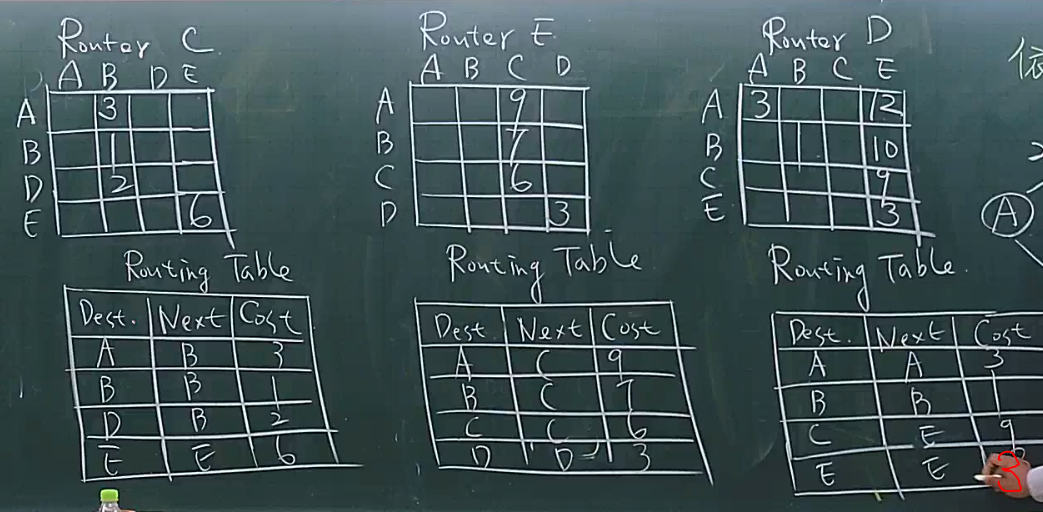 Router C
A B D E
A 3
B 1
D 2
E 6
Routing Table
Dest. Next Cost
A B 3
B B 1
D B 2
E E 6
Router E
A B C D
A 9
B 7
C 6
D 3
Routing Table
Dest. Next Cost
A C 9
B C 7
C C 6
D D 3
Router D
A B C E
A 3 12
B 1 10
C 9
E 3
Routing Table.
Dest. Next Cost
A A 3
B B 1
C E 9
E E 3
依
A